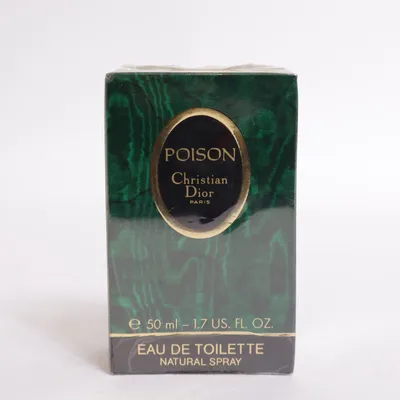 POISON
Christian
Dior
PARIS
℮ 50 ml – 1.7 US. FL. OZ.
EAU DE TOILETTE
NATURAL SPRAY